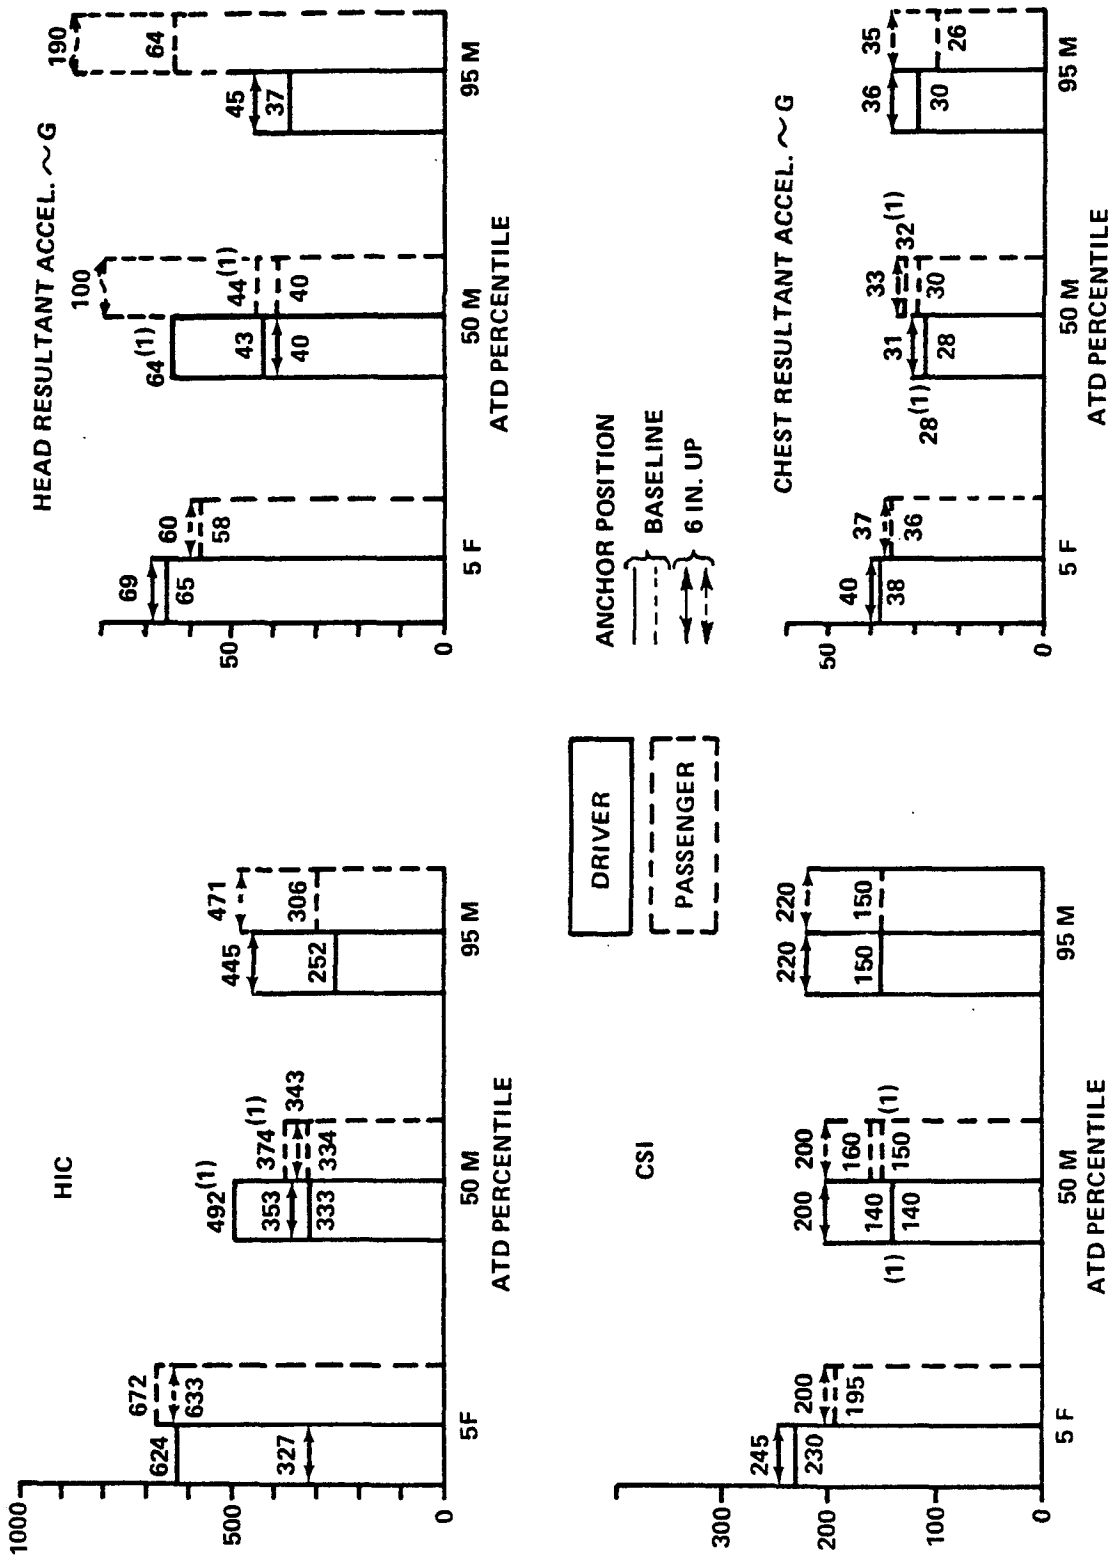 HIC
1000
500
0
624
327
672
633
492(1)
353
333
374(1)
343
334
445
252
471
306
5F
50 M
95 M
ATD PERCENTILE
HEAD RESULTANT ACCEL. ~ G
50
0
69
65
60
58
64(1)
43
40
100
44(1)
40
45
37
190
64
5 F
50 M
95 M
ATD PERCENTILE
DRIVER
PASSENGER
ANCHOR POSITION
BASELINE
6 IN. UP
CSI
300
200
100
0
245
230
200
195
200
140
140
(1)
200
160
150
(1)
220
150
220
150
5 F
50 M
95 M
ATD PERCENTILE
CHEST RESULTANT ACCEL. ~ G
50
0
40
38
37
36
31
28
28(1)
33
32(1)
30
36
30
35
26
5 F
50 M
95 M
ATD PERCENTILE